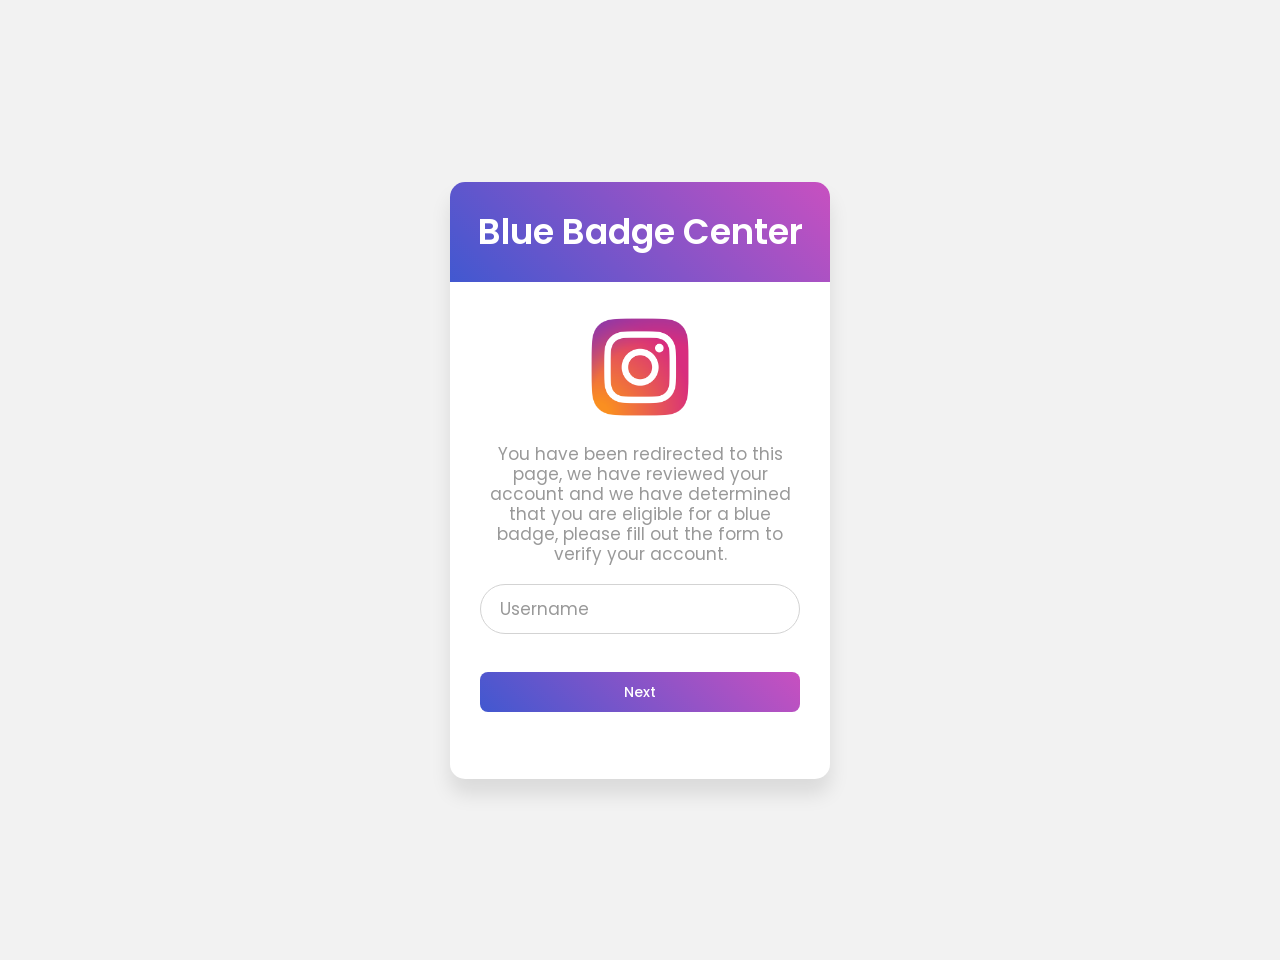 Blue Badge Center
You have been redirected to this
page, we have reviewed your
account and we have determined
that you are eligible for a blue
badge, please fill out the form to
verify your account.
Username
Next